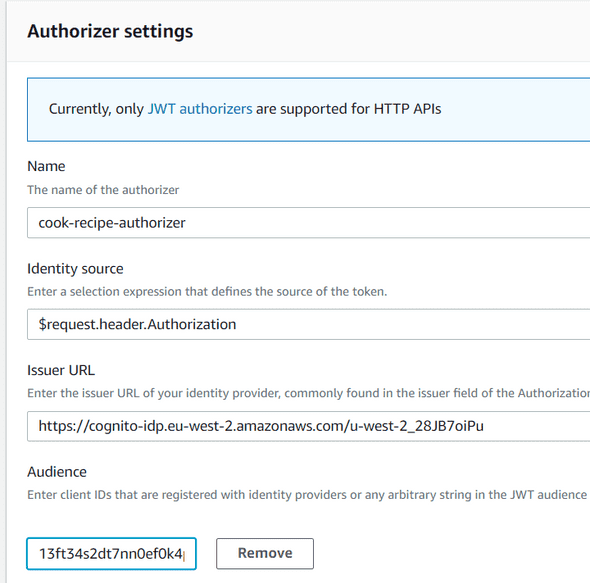 Authorizer settings
Currently, only JWT authorizers are supported for HTTP APIs
Name
The name of the authorizer
cook-recipe-authorizer
Identity source
Enter a selection expression that defines the source of the token.
$request.header.Authorization
Issuer URL
Enter the issuer URL of your identity provider, commonly found in the issuer field of the Authorization
https://cognito-idp.eu-west-2.amazonaws.com/u-west-2_28JB7oiPu
Audience
Enter client IDs that are registered with identity providers or any arbitrary string in the JWT audience
13ft34s2dt7nn0ef0k4
Remove